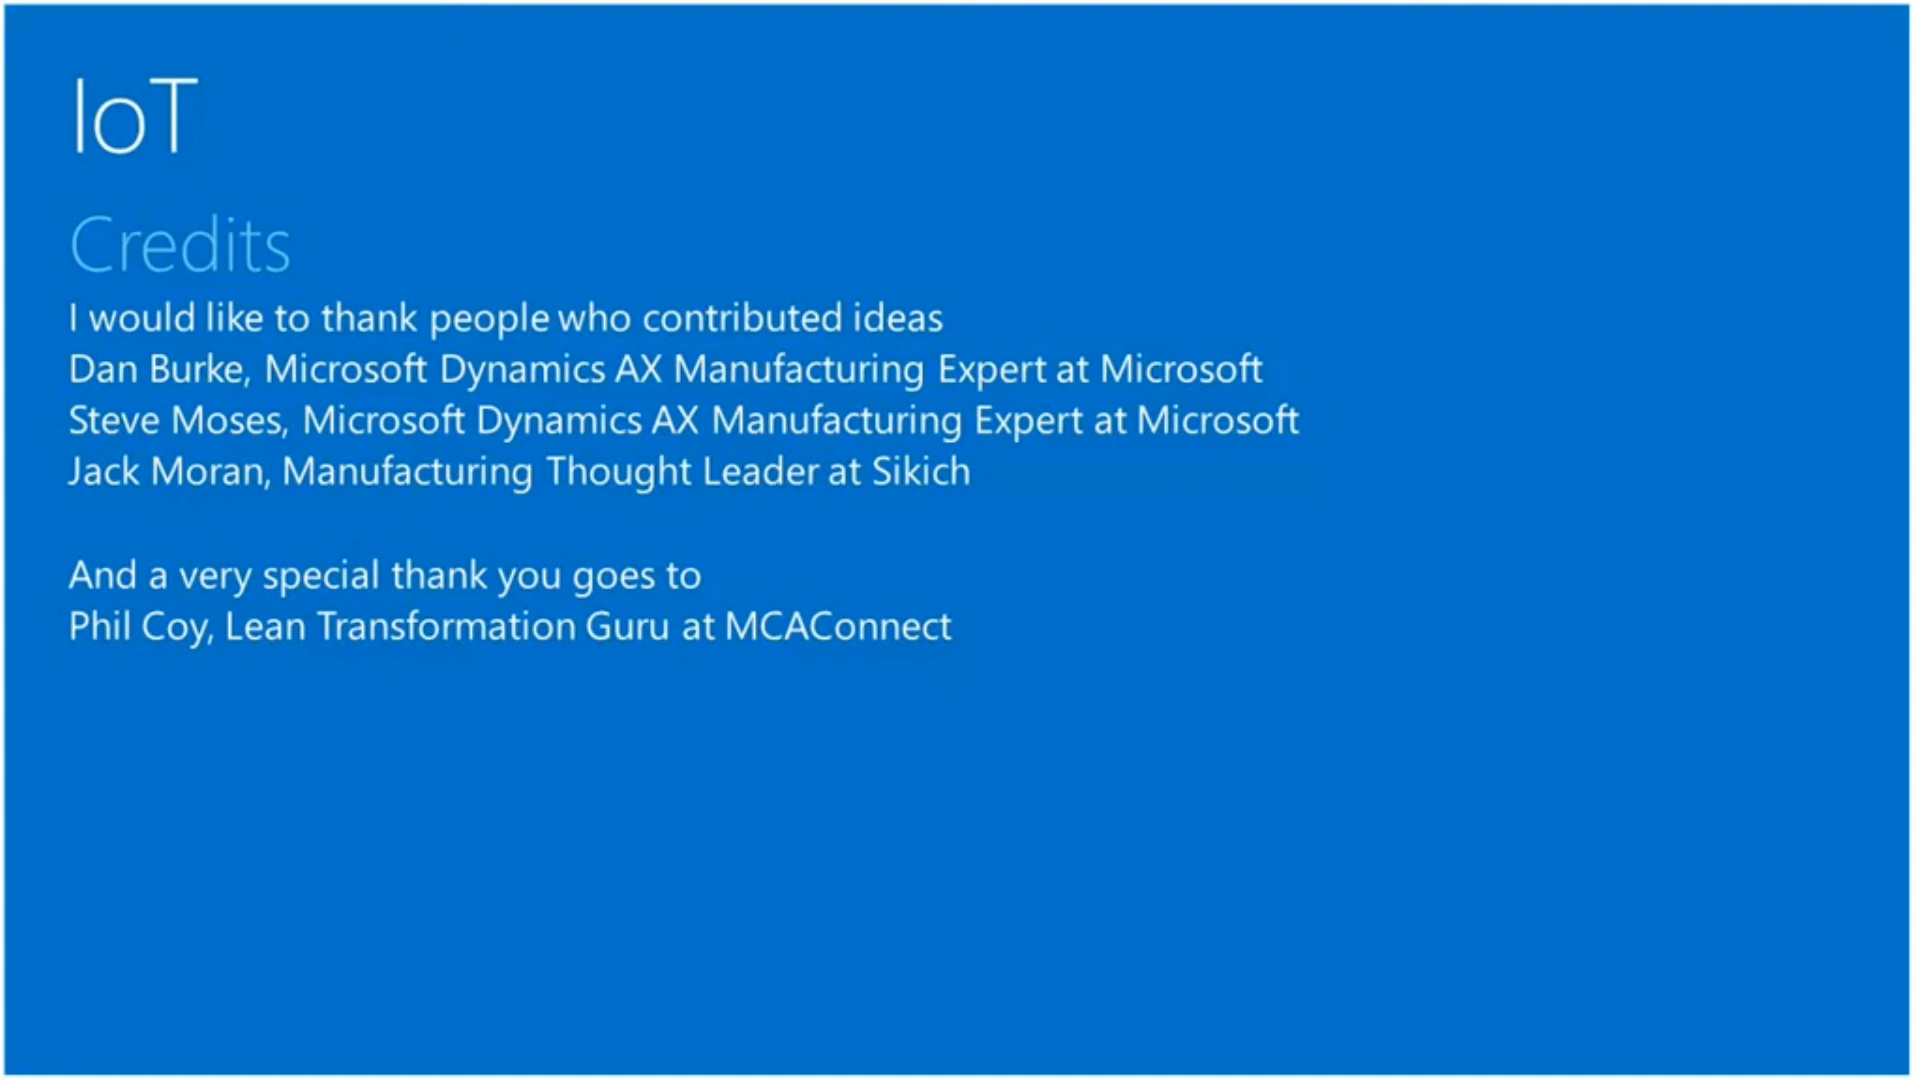 IoT
Credits
I would like to thank people who contributed ideas
Dan Burke, Microsoft Dynamics AX Manufacturing Expert at Microsoft
Steve Moses, Microsoft Dynamics AX Manufacturing Expert at Microsoft
Jack Moran, Manufacturing Thought Leader at Sikich
And a very special thank you goes to
Phil Coy, Lean Transformation Guru at MCAConnect